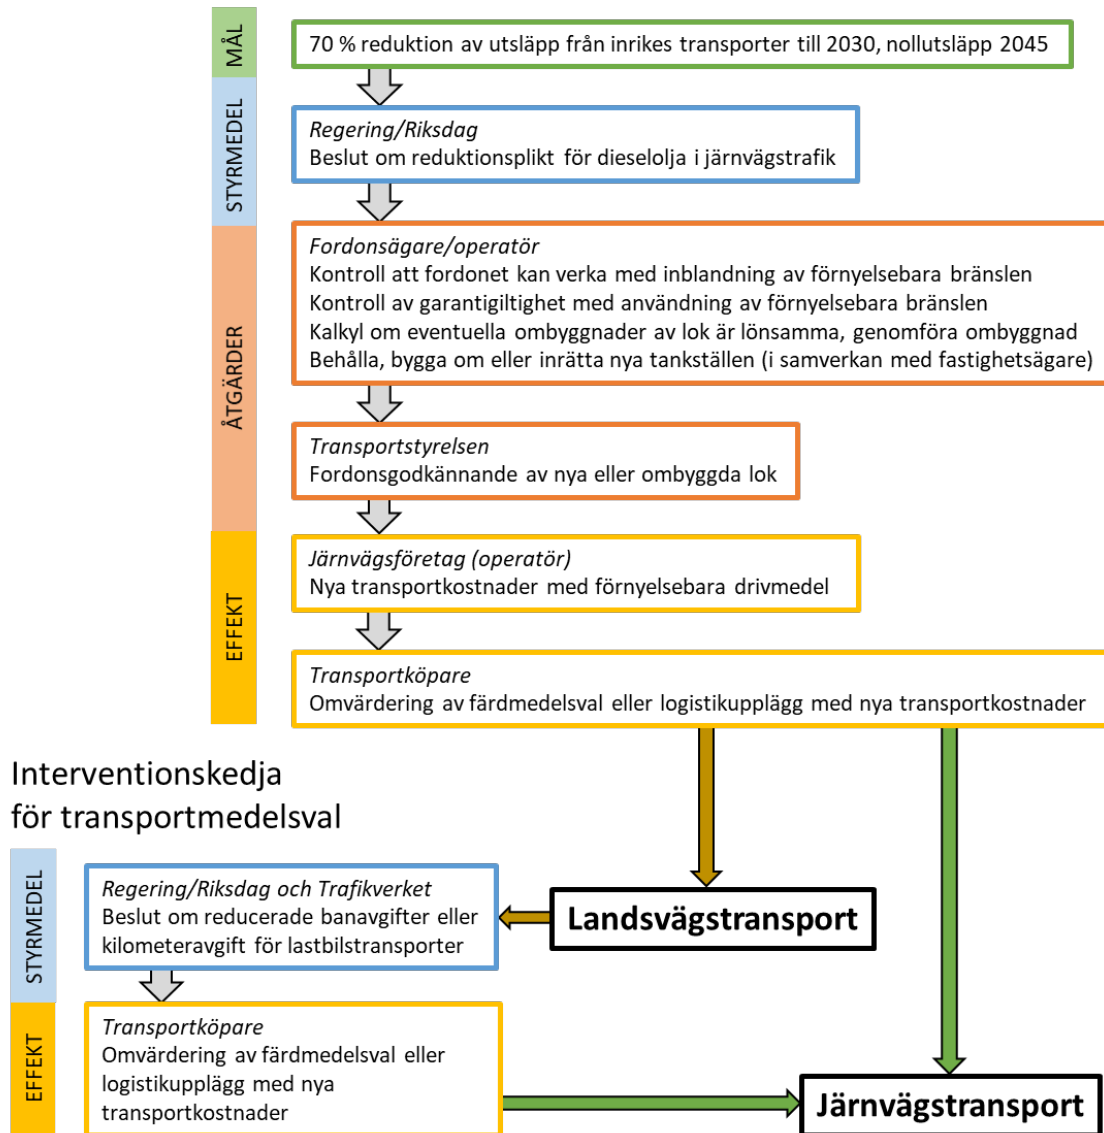 MÅL
70 % reduktion av utsläpp från inrikes transporter till 2030, nollutsläpp 2045
STYRMEDEL
Regering/Riksdag
Beslut om reduktionsplikt för dieselolja i järnvägstrafik
ÅTGÄRDER
Fordonsägare/operatör
Kontroll att fordonet kan verka med inblandning av förnyelsebara bränslen
Kontroll av garantigiltighet med användning av förnyelsebara bränslen
Kalkyl om eventuella ombyggnader av lok är lönsamma, genomföra ombyggnad
Behålla, bygga om eller inrätta nya tankställen (i samverkan med fastighetsägare)
Transportstyrelsen
Fordonsgodkännande av nya eller ombyggda lok
EFFEKT
Järnvägsföretag (operatör)
Nya transportkostnader med förnyelsebara drivmedel
Transportköpare
Omvärdering av färdmedelsval eller logistikupplägg med nya transportkostnader
Interventionskedja
för transportmedelsval
STYRMEDEL
Regering/Riksdag och Trafikverket
Beslut om reducerade banavgifter eller
kilometeravgift för lastbilstransporter
Landsvägstransport
EFFEKT
Transportköpare
Omvärdering av färdmedelsval eller
logistikupplägg med nya
transportkostnader
Järnvägstransport